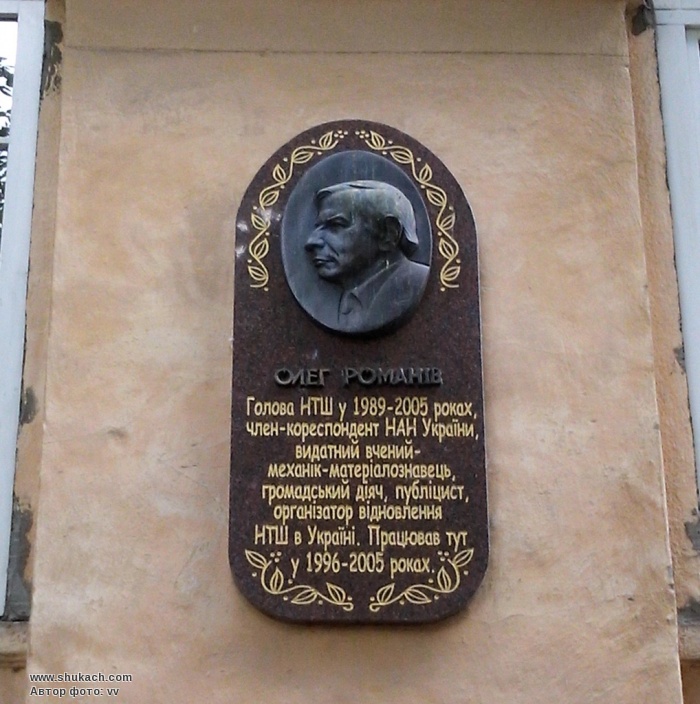 ОЛЕГ РОМАНІВ
Голова НТШ у 1989-2005 роках,
член-кореспондент НАН України,
видатний вчений-
механік-матеріалознавець,
громадський діяч, публіцист,
організатор відновлення
НТШ в Україні. Працював тут
у 1996-2005 роках.
www.shukach.com
Автор фото: vv